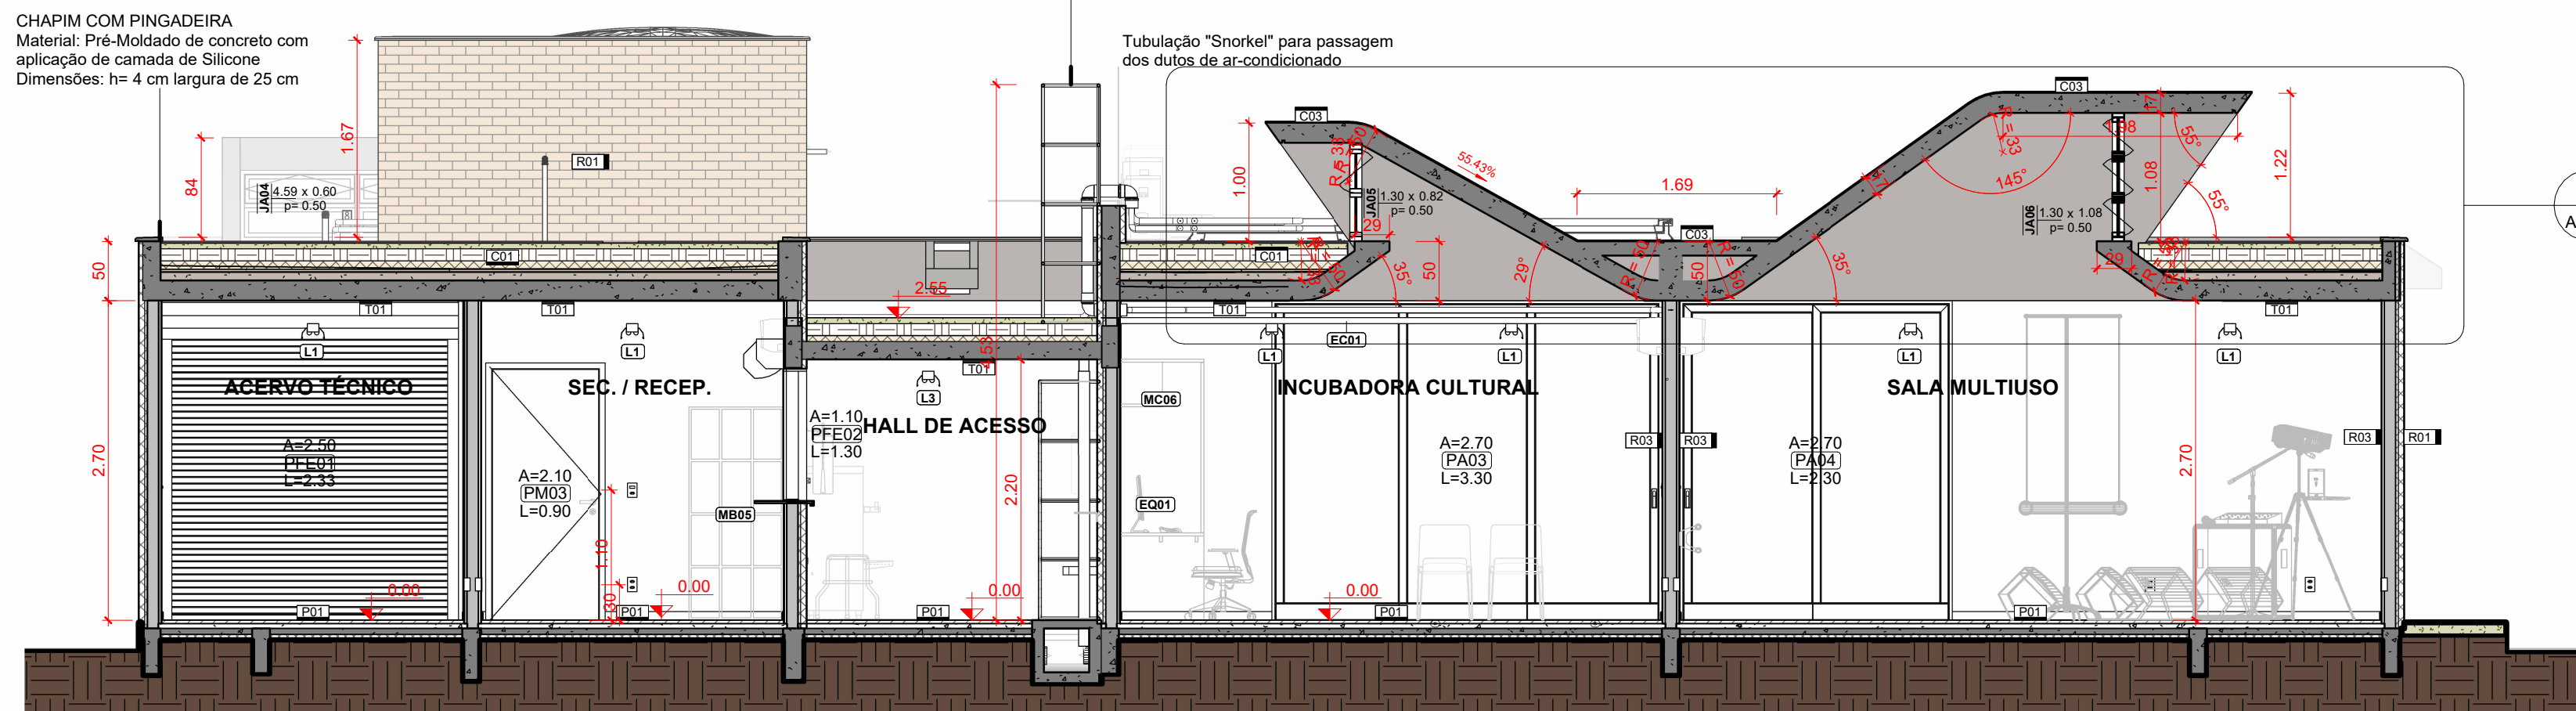 CHAPIM COM PINGADEIRA
Material: Pré-Moldado de concreto com
aplicação de camada de Silicone
Dimensões: h= 4 cm largura de 25 cm
Tubulação "Snorkel" para passagem
dos dutos de ar-condicionado
84
1.67
JA04
4.59 x 0.60
p= 0.50
R01
50
C01
2.55
1.00
C03
55.43%
JA05
1.30 x 0.82
p= 0.50
29
1.69
C03
C01
35°
50
29°
50
35°
C03
17
1.98
145°
JA06
1.30 x 1.08
p= 0.50
1.08
55°
55°
1.22
29
17
T01
T01
T01
T01
T01
L1
L1
L3
L1
EC01
L1
L1
L1
ACERVO TÉCNICO
SEC. / RECEP.
HALL DE ACESSO
INCUBADORA CULTURAL
SALA MULTIUSO
2.70
A=2.50
PFE01
L=2.33
A=2.10
PM03
L=0.90
MB05
A=1.10
PFE02
L=1.30
2.20
MC06
EQ01
A=2.70
PA03
L=3.30
R03
R03
A=2.70
PA04
L=2.30
2.70
R03
R01
1.10
30
0.00
0.00
0.00
0.00
P01
P01
P01
P01
P01
A